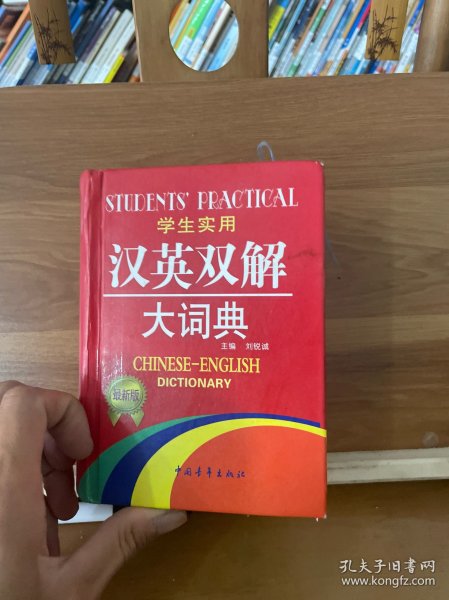 STUDENTS' PRACTICAL
学生实用
汉英双解
大词典
主编 刘锐诚
CHINESE-ENGLISH
DICTIONARY
最新版
中国青年出版社
孔夫子旧书网
www.kongfz.com